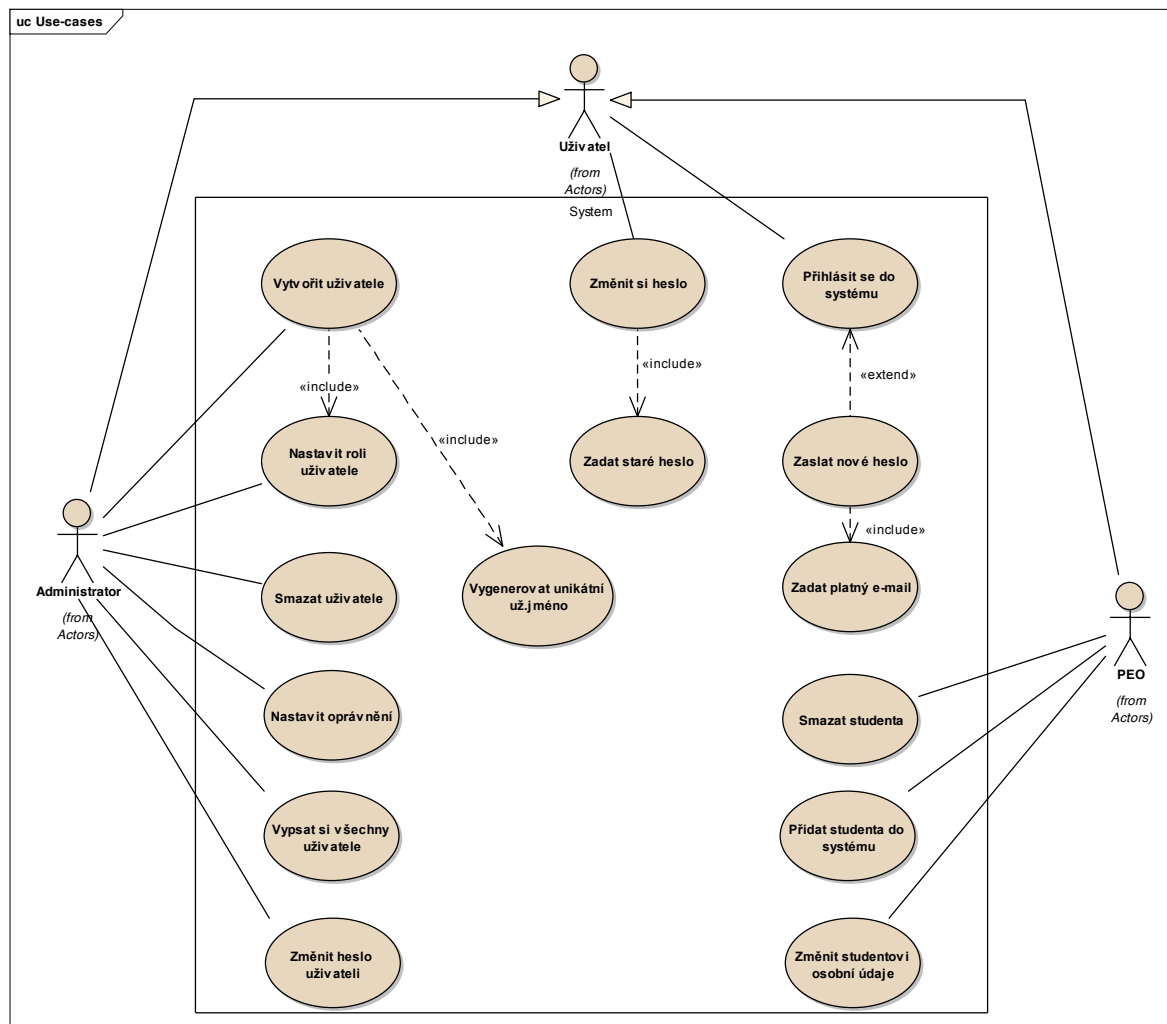 uc Use-cases
Uživatel
(from
Actors)
System
Vytvořit uživatele
Změnit si heslo
Přihlásit se do
systému
«include»
«include»
«extend»
«include»
Nastavit roli
uživatele
Zadat staré heslo
Zaslat nové heslo
«include»
Administrator
(from
Actors)
Smazat uživatele
Vygenerovat unikátní
už.jméno
Zadat platný e-mail
PEO
(from
Actors)
Nastavit oprávnění
Smazat studenta
Vypsat si všechny
uživatele
Přidat studenta do
systému
Změnit heslo
uživateli
Změnit studentovi
osobní údaje